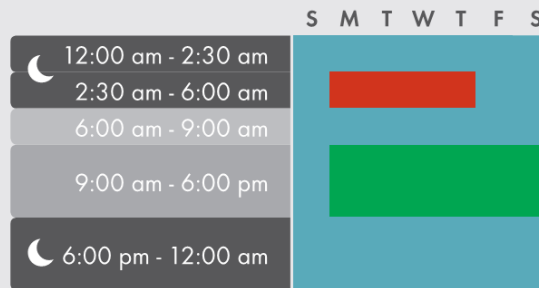 S M T W T F S
12:00 am - 2:30 am
2:30 am - 6:00 am
6:00 am - 9:00 am
9:00 am - 6:00 pm
6:00 pm - 12:00 am